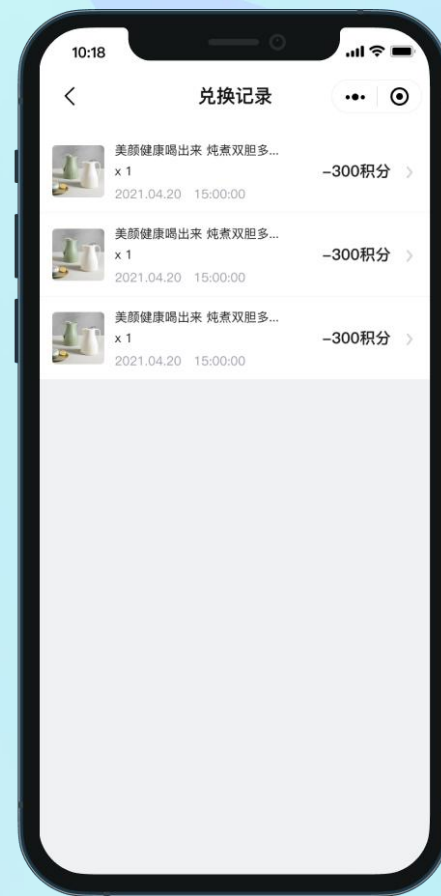 10:18
兑换记录
美颜健康喝出来 炖煮双胆多...
x 1
-300积分
2021.04.20 15:00:00
美颜健康喝出来 炖煮双胆多...
x 1
-300积分
2021.04.20 15:00:00
美颜健康喝出来 炖煮双胆多...
x 1
-300积分
2021.04.20 15:00:00